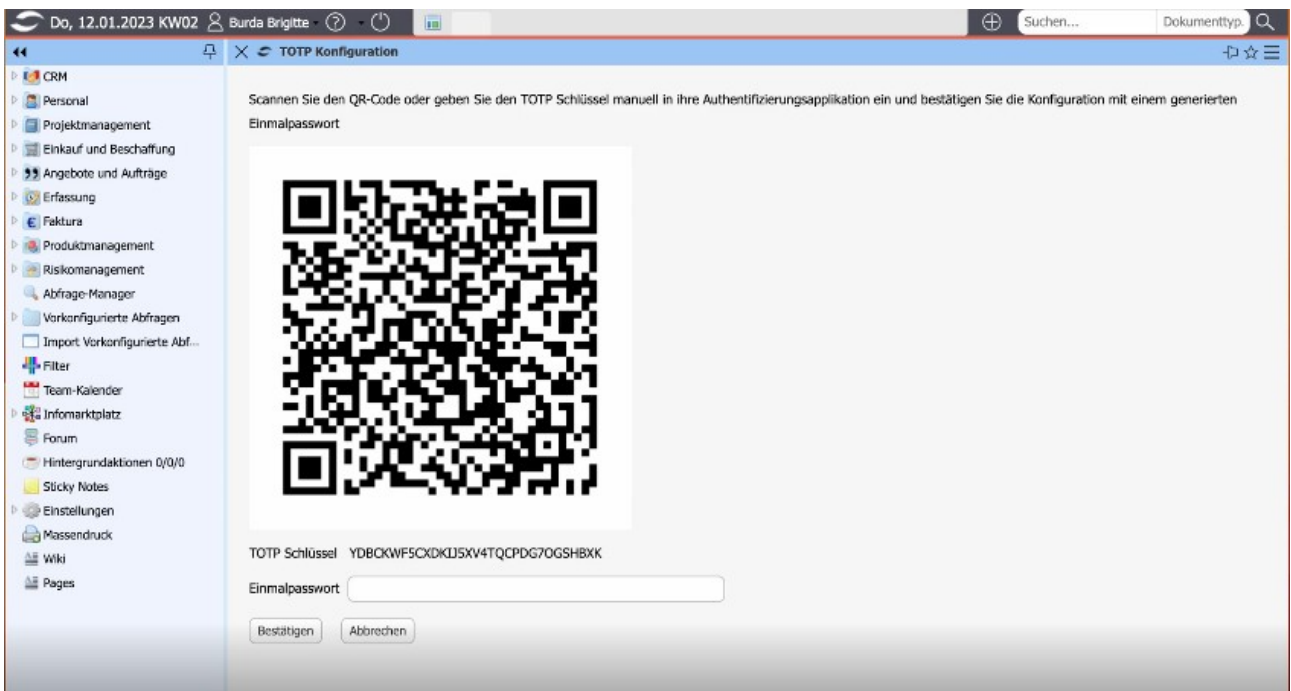 Do, 12.01.2023 KW02 Burda Brigitte
Suchen... Dokumenttyp.
TOTP Konfiguration
CRM
Personal
Projektmanagement
Einkauf und Beschaffung
Angebote und Aufträge
Erfassung
Faktura
Produktmanagement
Risikomanagement
Abfrage-Manager
Vorkonfigurierte Abfragen
Import Vorkonfigurierte Abf...
Filter
Team-Kalender
Infomarktplatz
Forum
Hintergrundaktionen 0/0/0
Sticky Notes
Einstellungen
Massendruck
Wiki
Pages
Scannen Sie den QR-Code oder geben Sie den TOTP Schlüssel manuell in ihre Authentifizierungsapplikation ein und bestätigen Sie die Konfiguration mit einem generierten
Einmalpasswort
TOTP Schlüssel YDBCKWF5CXDKIJ5XV4TQCPDG7OGSHBXK
Einmalpasswort
Bestätigen Abbrechen